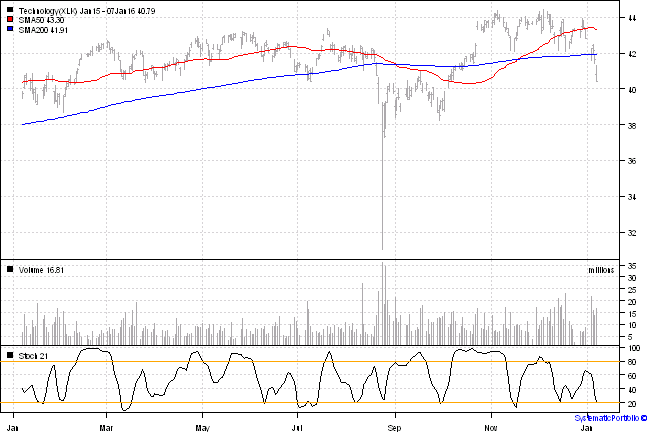 Technology(XLK) Jan15 - 07Jan16 40.79
SMA50 43.30
SMA200 41.91
44
42
40
38
36
34
32
Volume 16.81
millions
35
30
25
20
15
10
5
Stoch 21
100
80
60
40
20
Jan Mar May Jul Sep Nov Jan
SystematicPortfolio ©